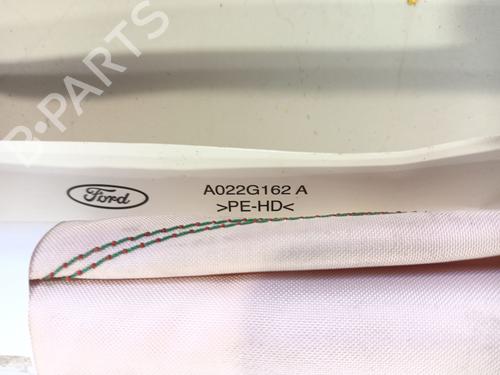 B-PARTS
Ford
A022G162 A
>PE-HD<